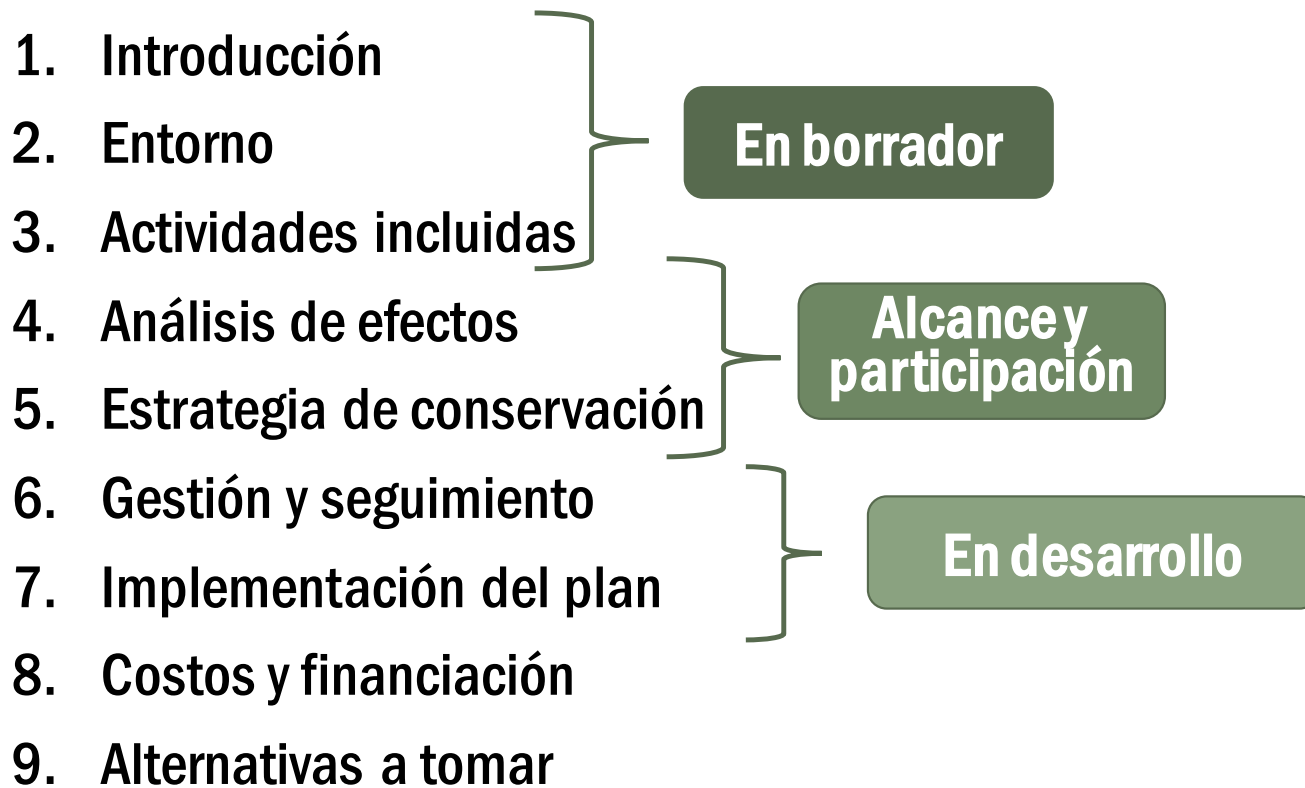 1. Introducción
2. Entorno
3. Actividades incluidas
En borrador
4. Análisis de efectos
5. Estrategia de conservación
Alcance y
participación
6. Gestión y seguimiento
7. Implementación del plan
En desarrollo
8. Costos y financiación
9. Alternativas a tomar